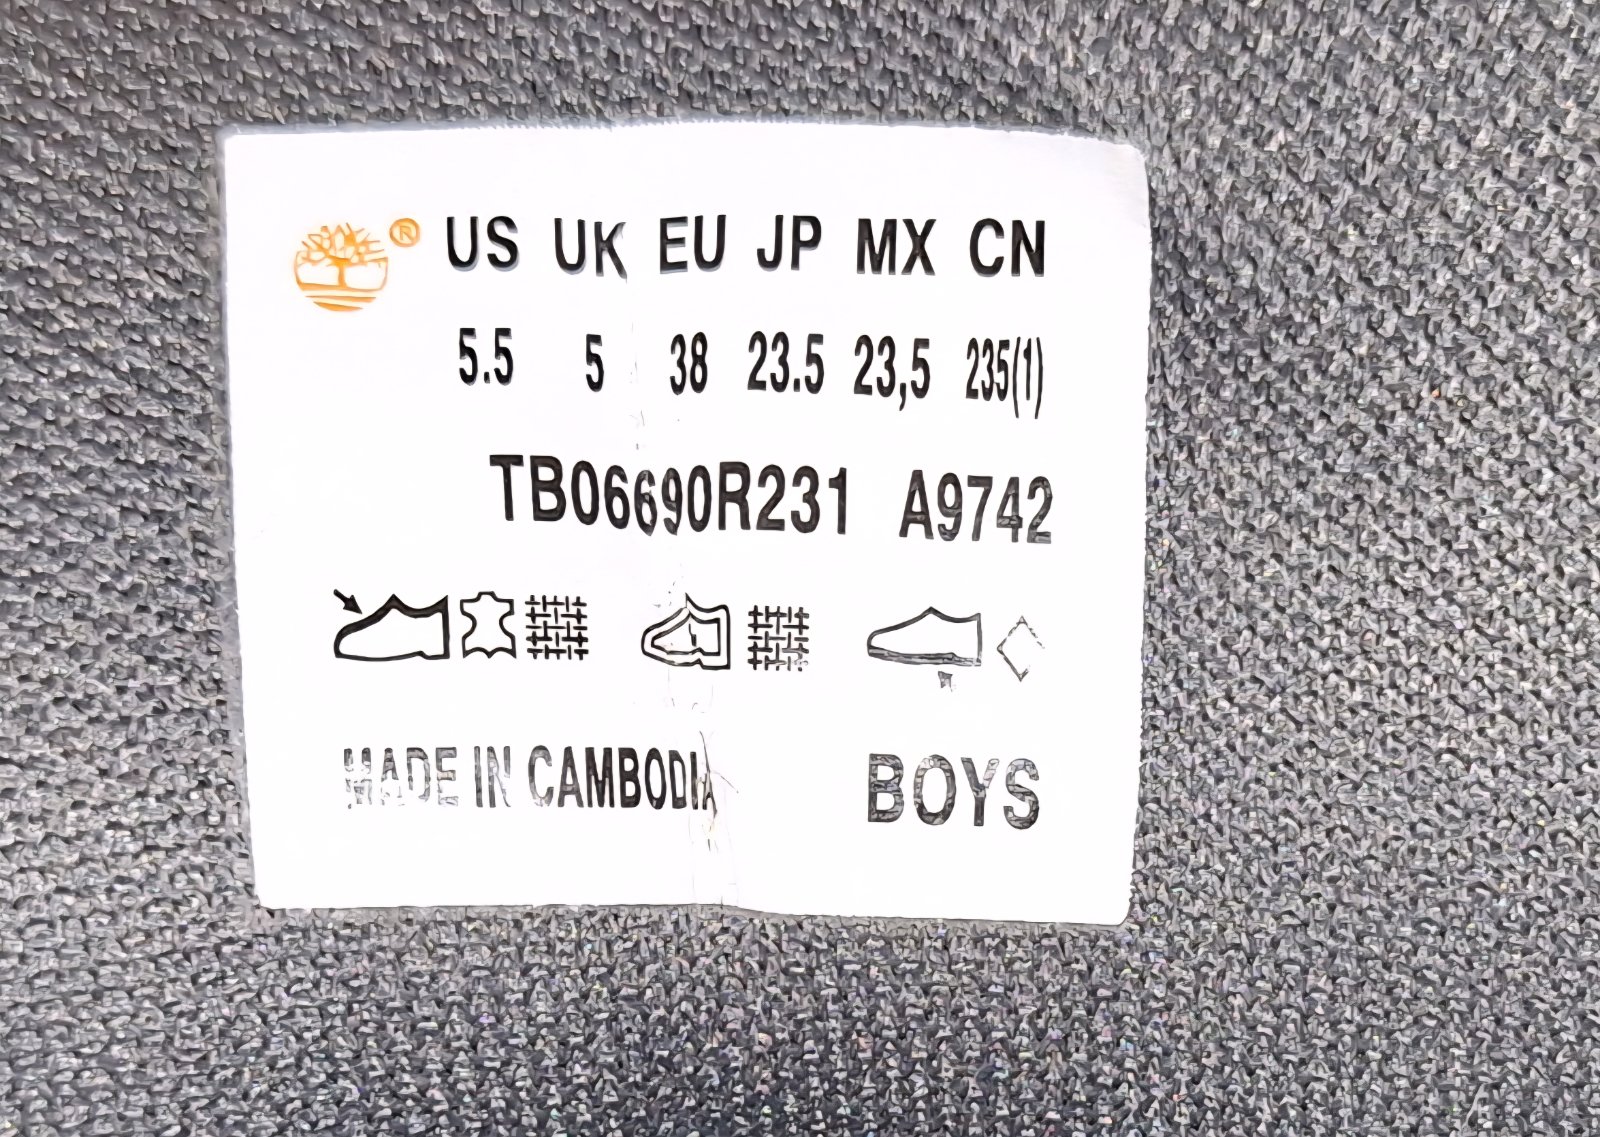 ® US UK EU JP MX CN
5.5 5 38 23.5 23,5 235(1)
TB06690R231 A9742
MADE IN CAMBODIA BOYS